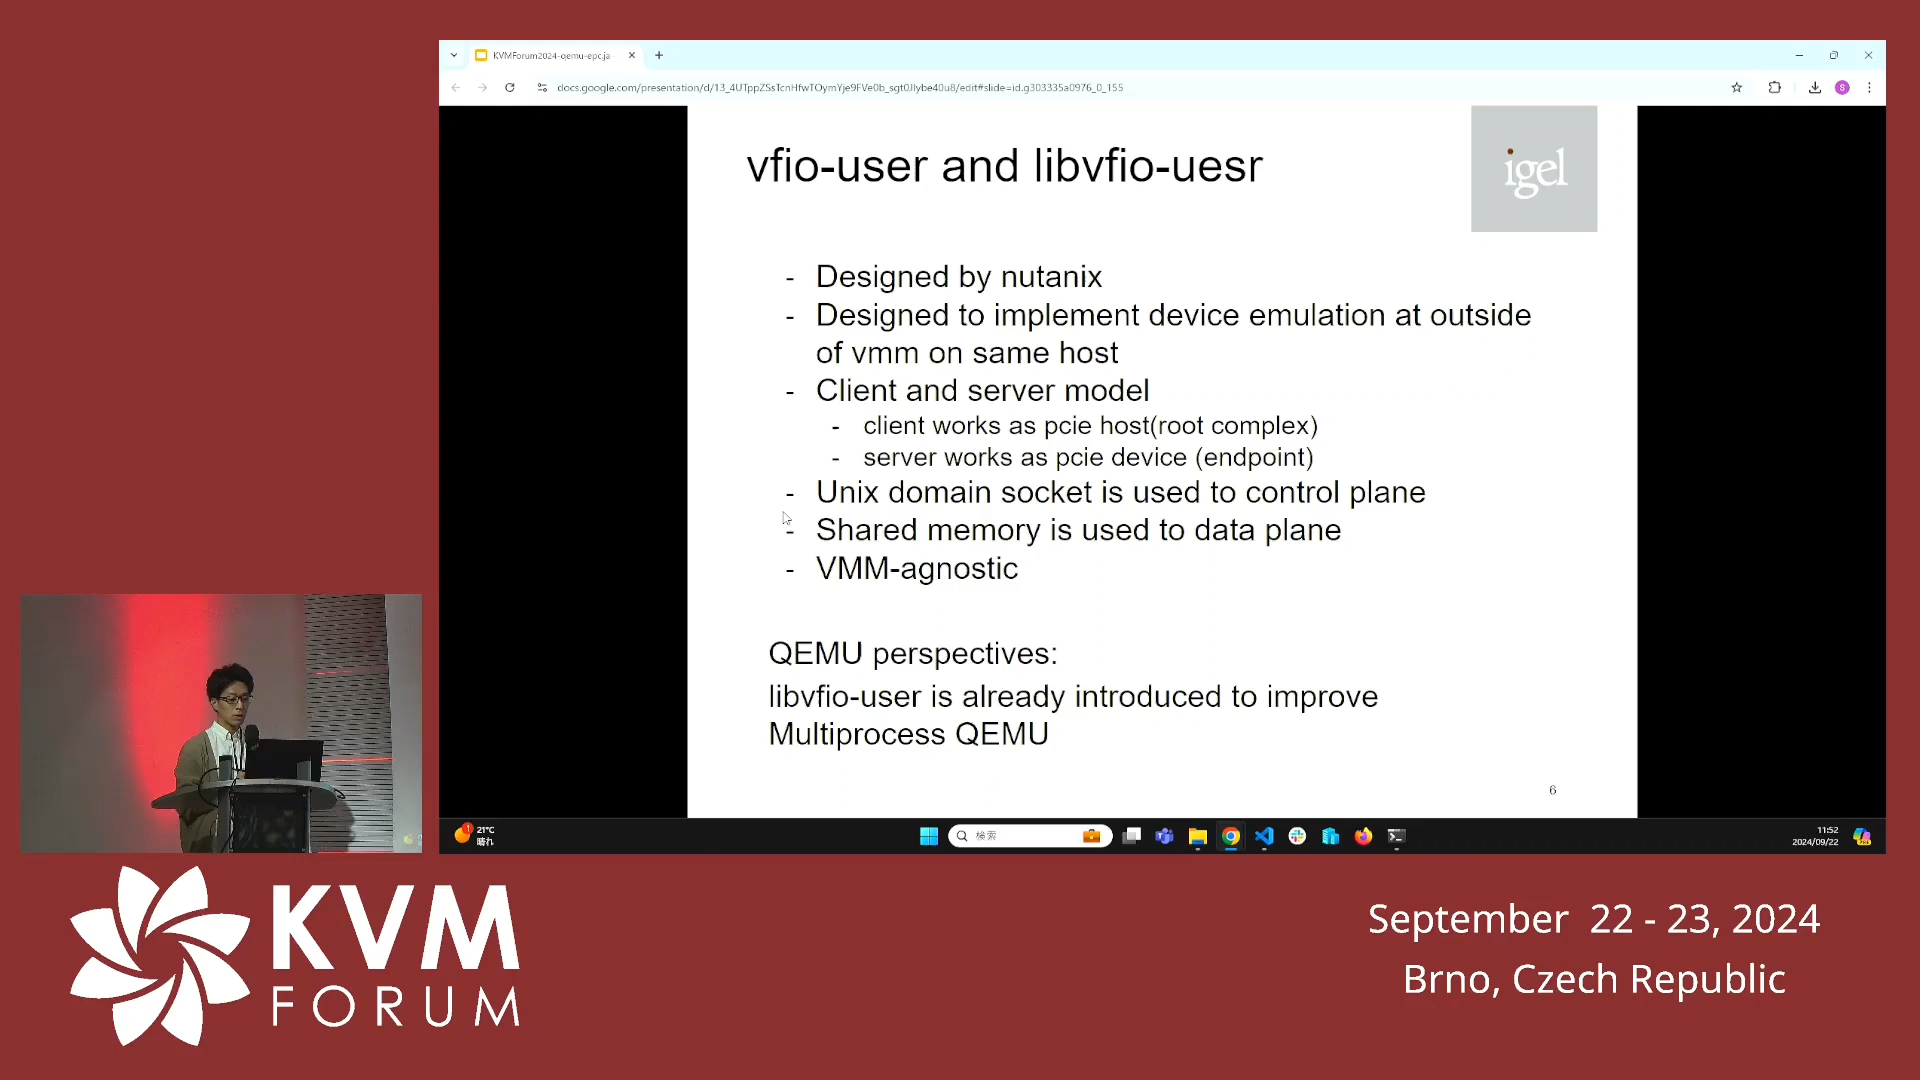 KVMForum2024-qemu-epc.ja
docs.google.com/presentation/d/13_4UTppZSsTcnHfwTOymYje9FVe0b_sgt0Jlybe40u8/edit#slide=id.g303335a0976_0_155
S
vfio-user and libvfio-uesr
igel
- Designed by nutanix
- Designed to implement device emulation at outside
of vmm on same host
- Client and server model
- client works as pcie host(root complex)
- server works as pcie device (endpoint)
- Unix domain socket is used to control plane
- Shared memory is used to data plane
- VMM-agnostic
QEMU perspectives:
libvfio-user is already introduced to improve
Multiprocess QEMU
6
1
21°C
晴れ
検索
11:52
2024/09/22
KVM
FORUM
September 22 - 23, 2024
Brno, Czech Republic